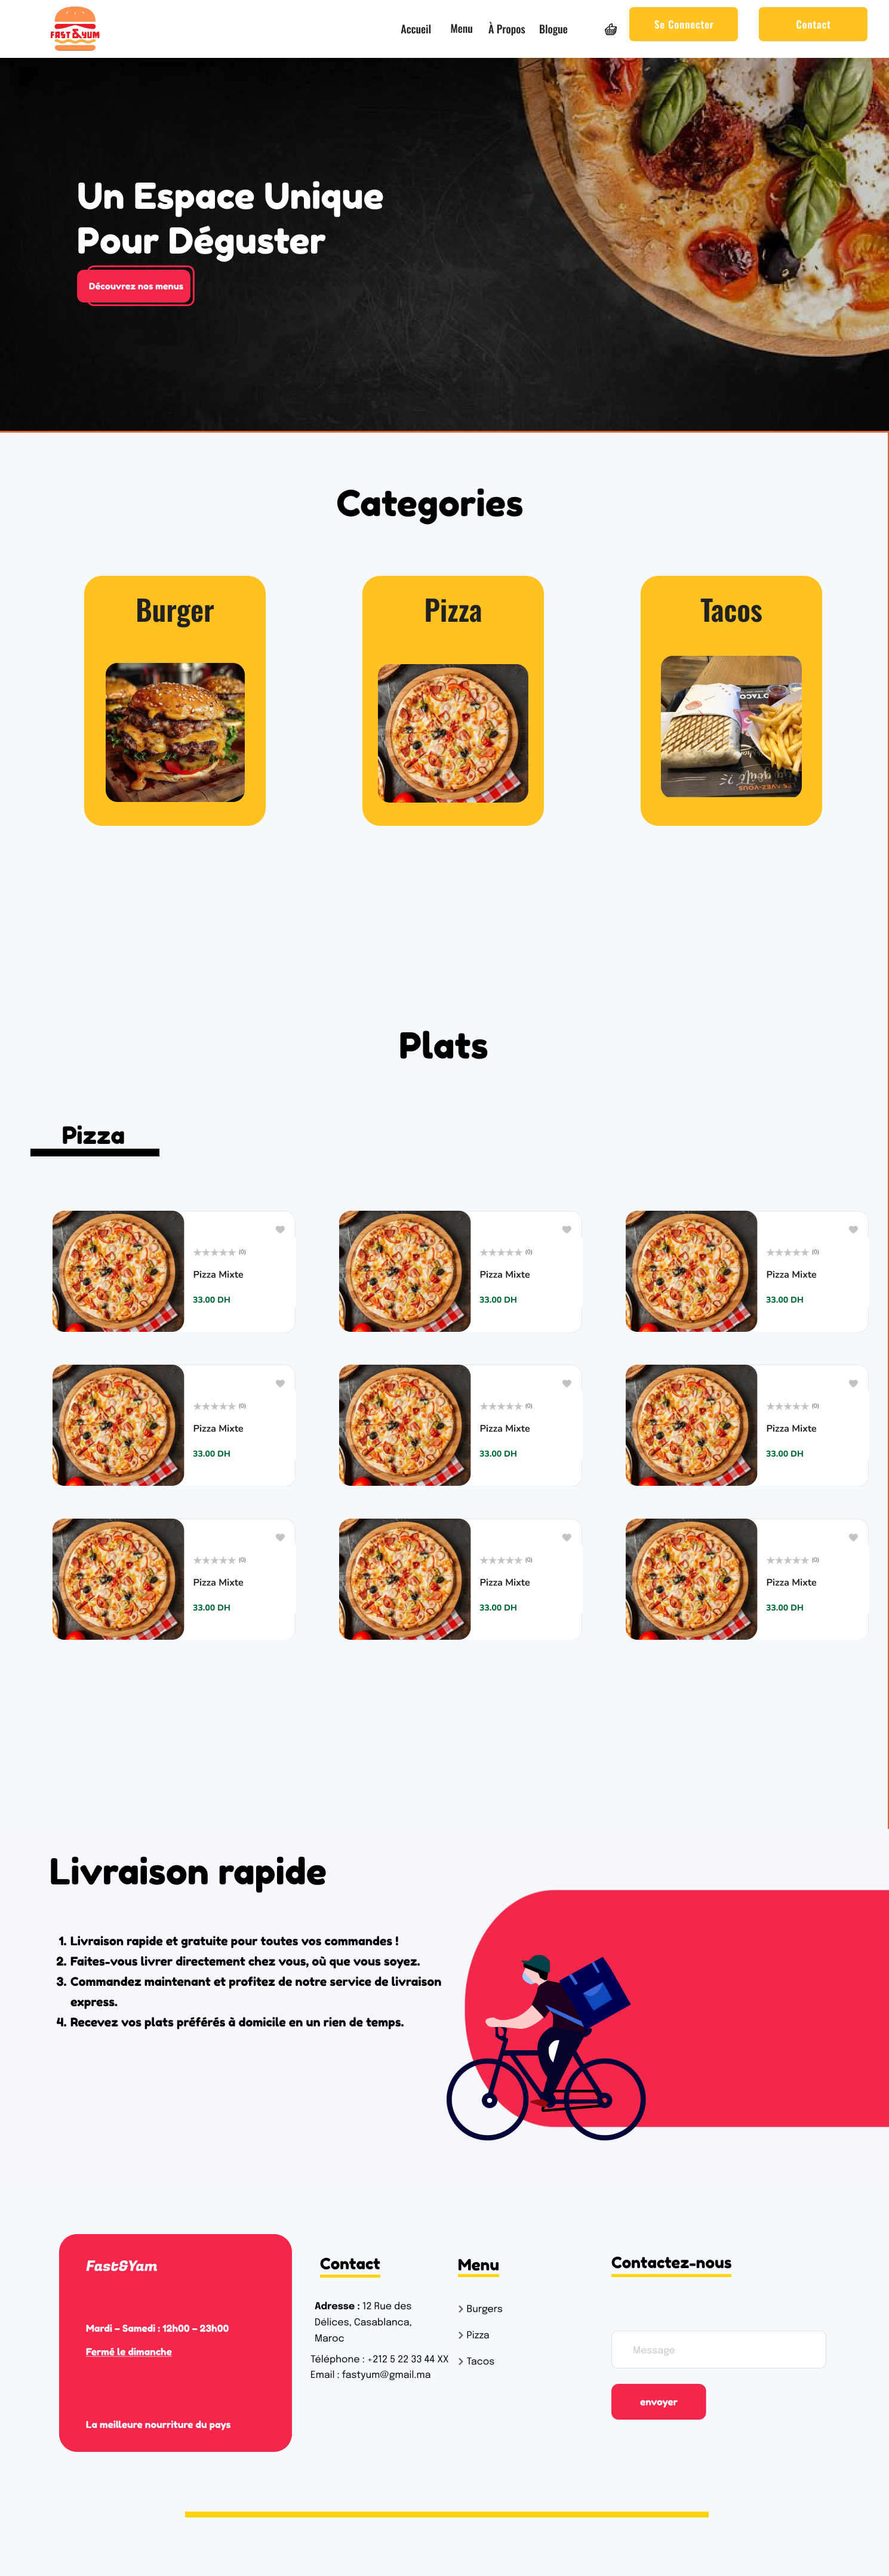 FAST & YUM
Accueil
Menu
À Propos
Blogue
Se Connecter
Contact
Un Espace Unique
Pour Déguster
Découvrez nos menus
Categories
Burger
Pizza
Tacos
Plats
Pizza
(0)
Pizza Mixte
33.00 DH
(0)
Pizza Mixte
33.00 DH
(0)
Pizza Mixte
33.00 DH
(0)
Pizza Mixte
33.00 DH
(0)
Pizza Mixte
33.00 DH
(0)
Pizza Mixte
33.00 DH
(0)
Pizza Mixte
33.00 DH
(0)
Pizza Mixte
33.00 DH
(0)
Pizza Mixte
33.00 DH
Livraison rapide
1. Livraison rapide et gratuite pour toutes vos commandes !
2. Faites-vous livrer directement chez vous, où que vous soyez.
3. Commandez maintenant et profitez de notre service de livraison
express.
4. Recevez vos plats préférés à domicile en un rien de temps.
Fast&Yam
Mardi – Samedi : 12h00 – 23h00
Fermé le dimanche
La meilleure nourriture du pays
Contact
Adresse : 12 Rue des
Délices, Casablanca,
Maroc
Téléphone : +212 5 22 33 44 XX
Email : fastyum@gmail.ma
Menu
Burgers
Pizza
Tacos
Contactez-nous
Message
envoyer